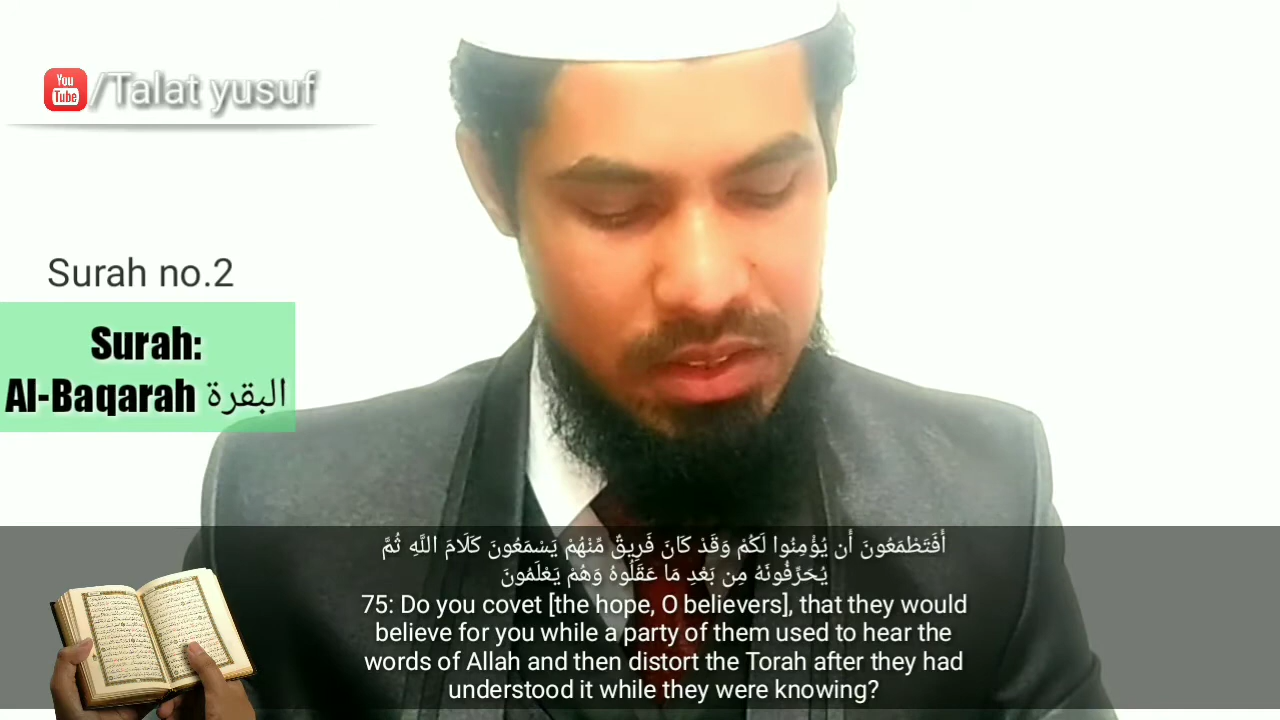 You
Tube
/Talat yusuf
Surah no.2
Surah:
Al-Baqarah البقرة
أَفَتَطْمَعُونَ أَن يُؤْمِنُوا لَكُمْ وَقَدْ كَانَ فَرِيقٌ مِّنْهُمْ يَسْمَعُونَ كَلَامَ اللَّهِ ثُمَّ
يُحَرِّفُونَهُ مِن بَعْدِ مَا عَقَلُوهُ وَهُمْ يَعْلَمُونَ
75: Do you covet [the hope, O believers], that they would
believe for you while a party of them used to hear the
words of Allah and then distort the Torah after they had
understood it while they were knowing?